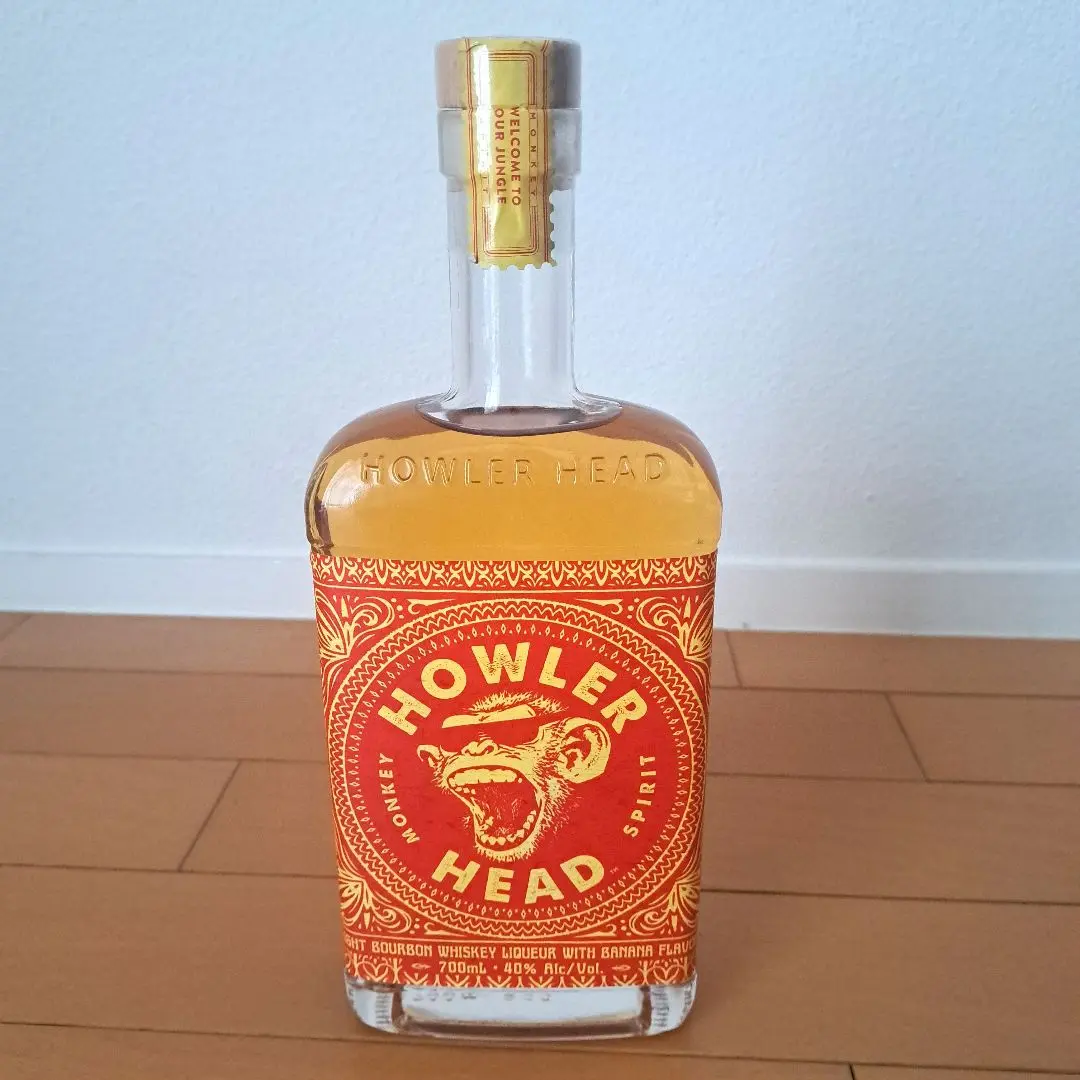 MONKEY
WELCOME TO
OUR JUNGLE
HOWLER HEAD
HOWLER
MONKEY
SPIRIT
HEAD
BOURBON WHISKEY LIQUEUR WITH BANANA
700mL · 40% Alc/Vol.